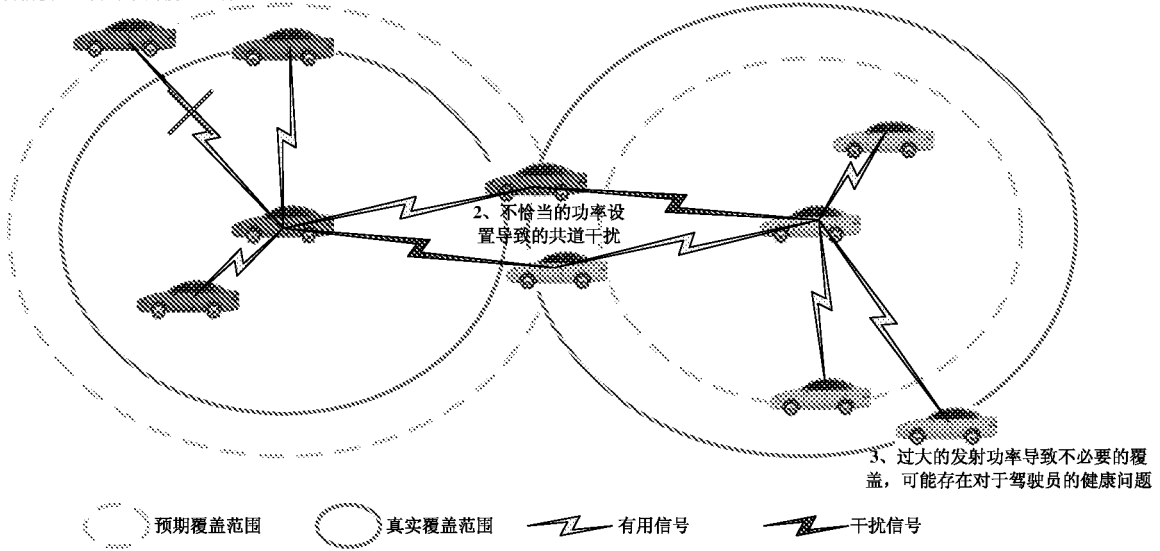 2、不恰当的功率设
置导致的共道干扰
3、过大的发射功率导致不必要的覆
盖，可能存在对于驾驶员的健康问题
预期覆盖范围
真实覆盖范围
有用信号
干扰信号